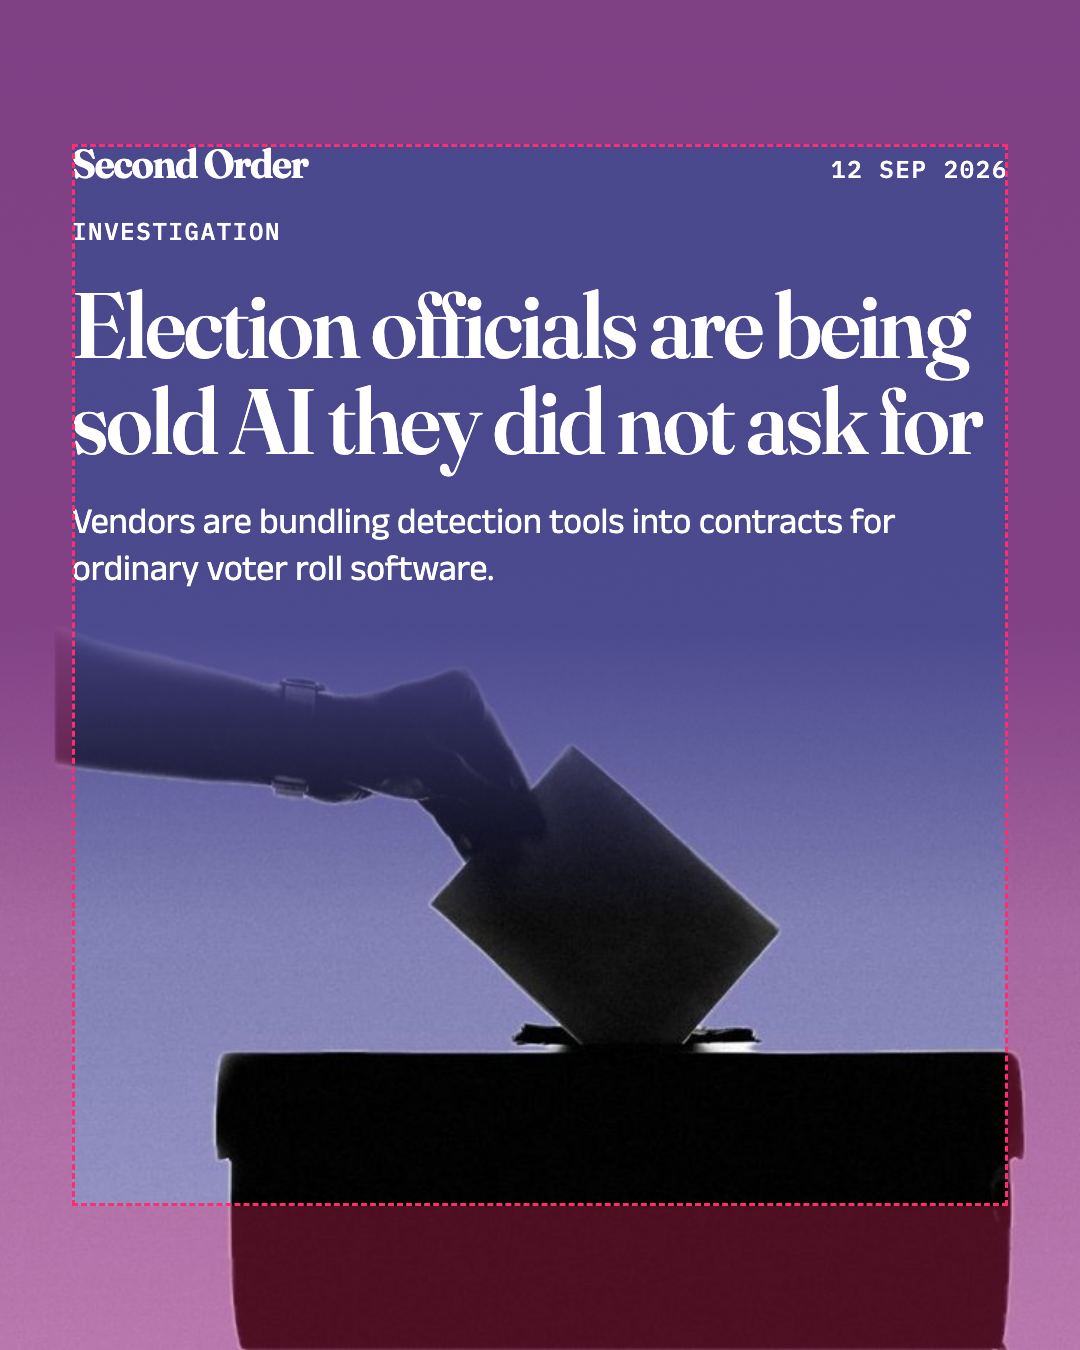 Second Order
12 SEP 2026
INVESTIGATION
Election officials are being
sold AI they did not ask for
Vendors are bundling detection tools into contracts for
ordinary voter roll software.